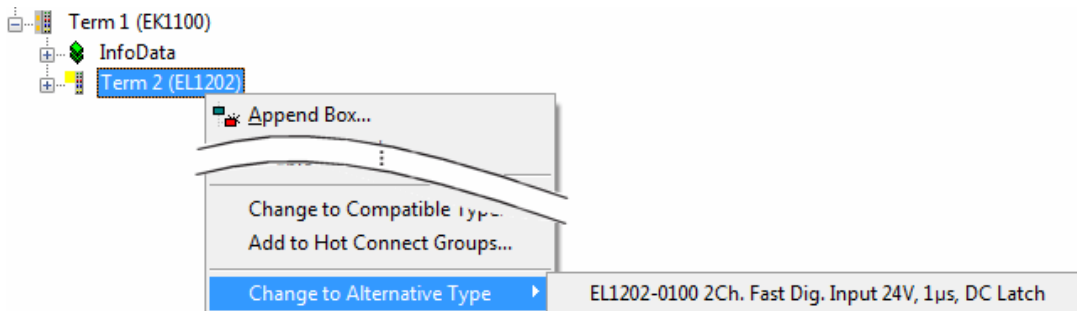 Term 1 (EK1100)
InfoData
Term 2 (EL1202)
Append Box...
Change to Compatible
Add to Hot Connect Groups...
Change to Alternative Type
EL1202-0100 2Ch. Fast Dig. Input 24V, 1µs, DC Latch